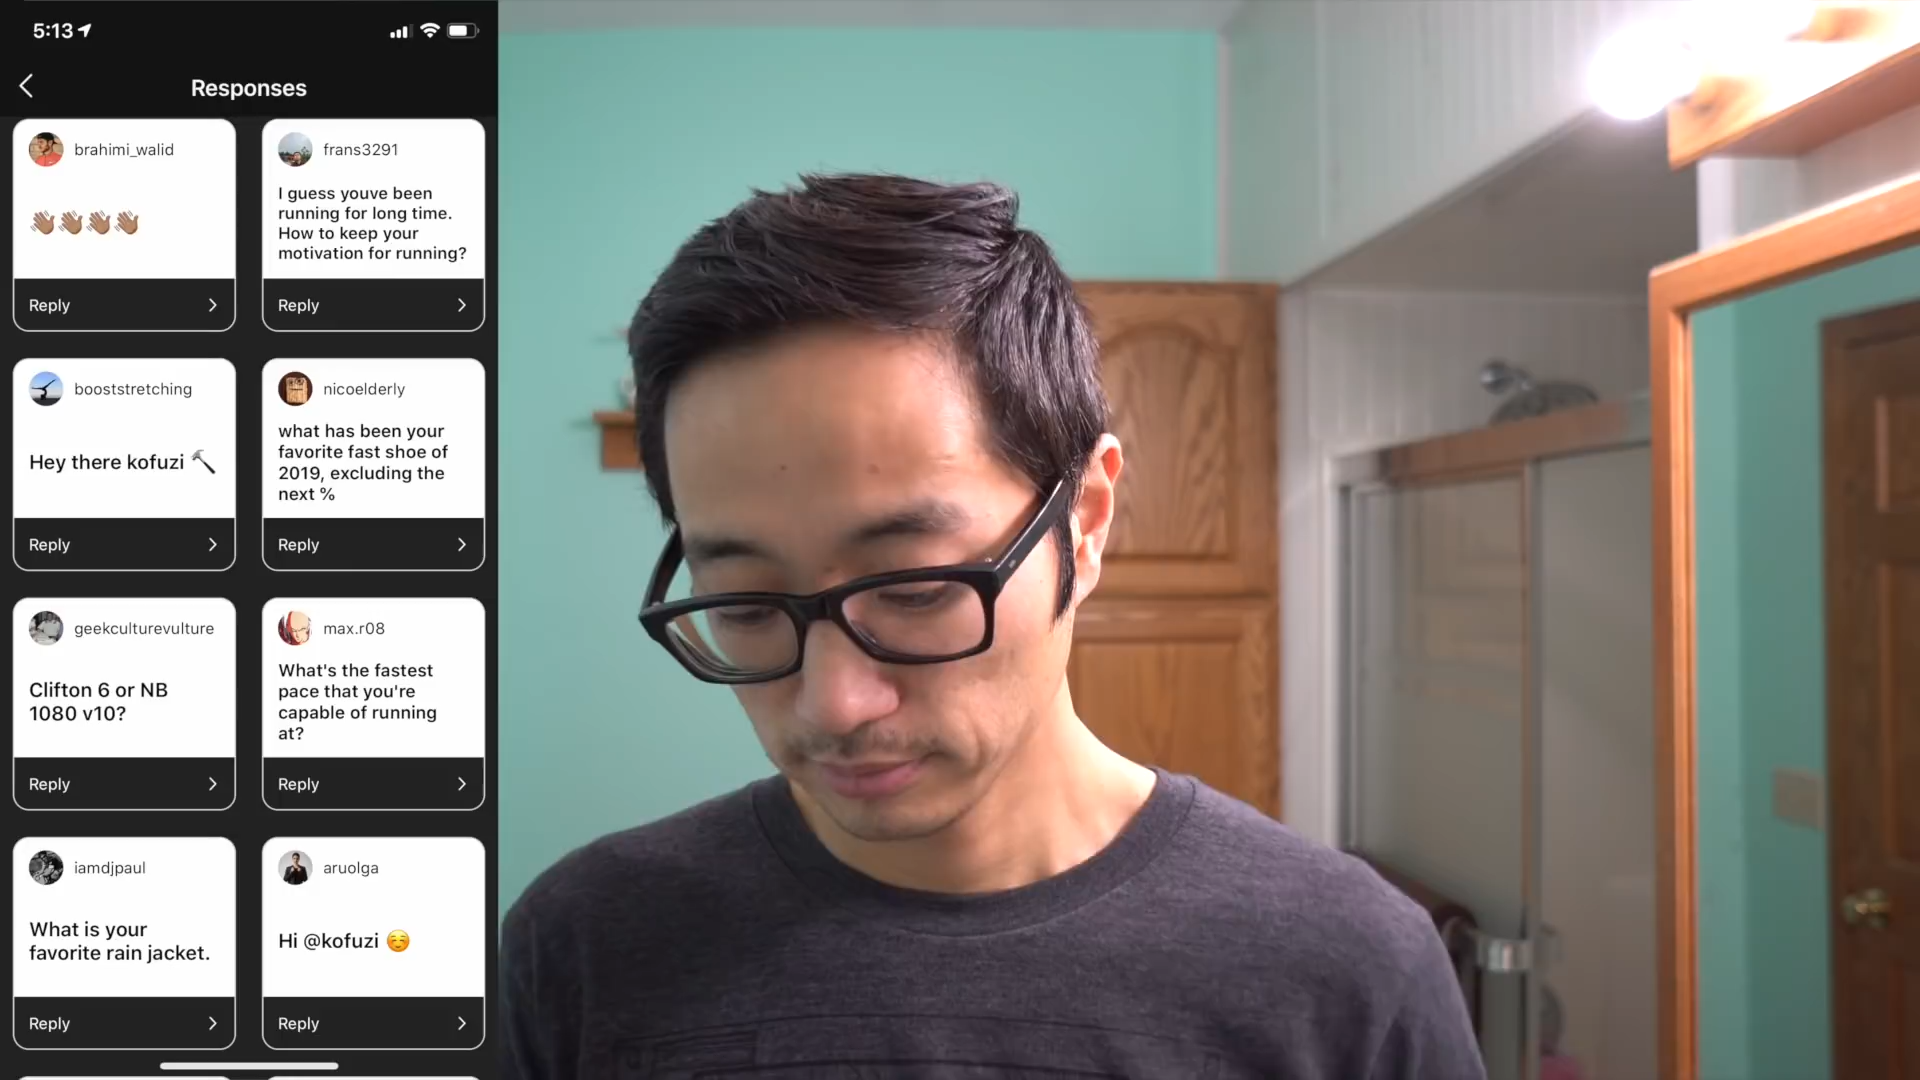 5:13
Responses
brahimi_walid
👋🏽👋🏽👋🏽👋🏽
Reply
frans3291
I guess youve been
running for long time.
How to keep your
motivation for running?
Reply
booststretching
Hey there kofuzi 🔨
Reply
nicoelderly
what has been your
favorite fast shoe of
2019, excluding the
next %
Reply
geekculturevulture
Clifton 6 or NB
1080 v10?
Reply
max.r08
What's the fastest
pace that you're
capable of running
at?
Reply
iamdjpaul
What is your
favorite rain jacket.
Reply
aruolga
Hi @kofuzi ☺️
Reply